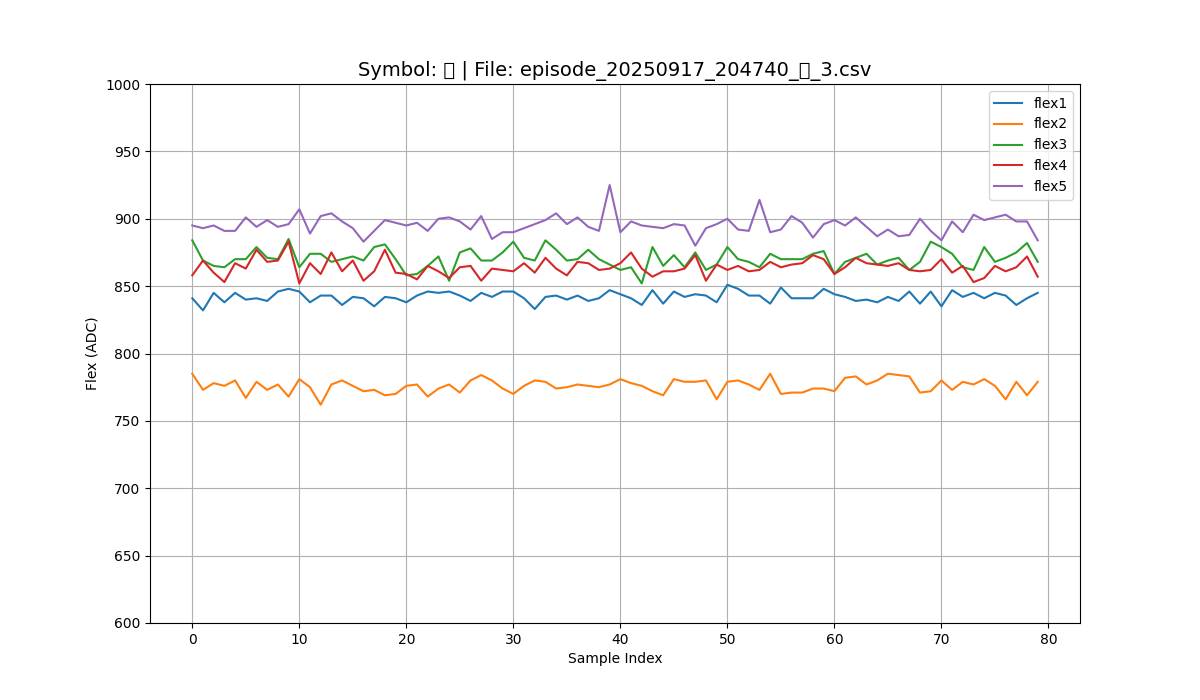 Symbol: | File: episode_20250917_204740_ _3.csv
1000
950
900
850
800
750
700
650
600
Flex (ADC)
0 10 20 30 40 50 60 70 80
Sample Index
flex1
flex2
flex3
flex4
flex5